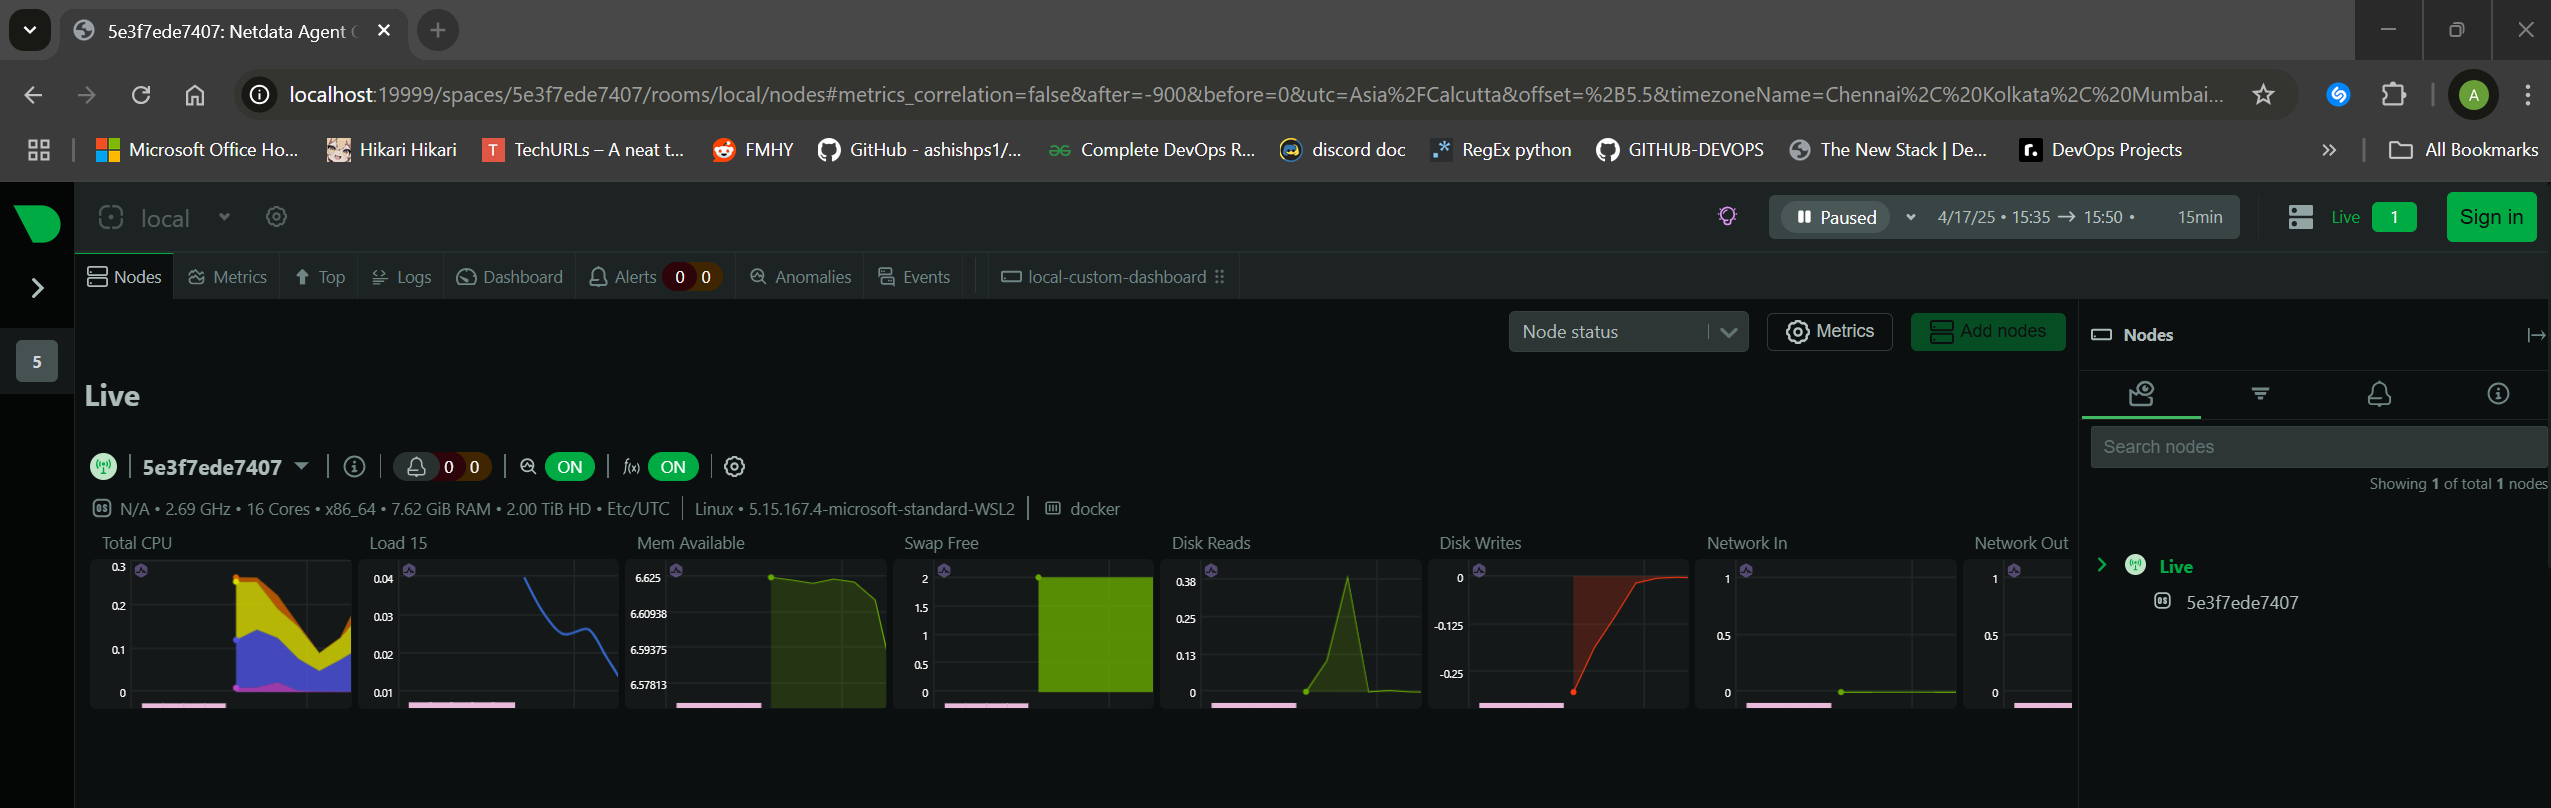 5e3f7ede7407: Netdata Agent
localhost:19999/spaces/5e3f7ede7407/rooms/local/nodes#metrics_correlation=false&after=-900&before=0&utc=Asia%2FCalcutta&offset=%2B5.5&timezoneName=Chennai%2C%20Kolkata%2C%20Mumbai...
A
Microsoft Office Ho... Hikari Hikari T TechURLs – A neat t... FMHY GitHub - ashishps1/... Complete DevOps R... discord doc RegEx python GITHUB-DEVOPS The New Stack | De... r. DevOps Projects » All Bookmarks
local Paused 4/17/25 • 15:35 → 15:50 • 15min Live 1 Sign in
Nodes Metrics Top Logs Dashboard Alerts 0 0 Anomalies Events local-custom-dashboard
Node status Metrics Add nodes Nodes
5
Live
Search nodes
Showing 1 of total 1 nodes
5e3f7ede7407 0 0 ON f(x) ON
OS N/A • 2.69 GHz • 16 Cores • x86_64 • 7.62 GiB RAM • 2.00 TiB HD • Etc/UTC Linux • 5.15.167.4-microsoft-standard-WSL2 docker
Total CPU
0.3
0.2
0.1
0
Load 15
0.04
0.03
0.02
0.01
Mem Available
6.625
6.60938
6.59375
6.57813
Swap Free
2
1.5
1
0.5
0
Disk Reads
0.38
0.25
0.13
0
Disk Writes
0
-0.125
-0.25
Network In
1
0.5
0
Network Out
1
0.5
0
Live
OS 5e3f7ede7407